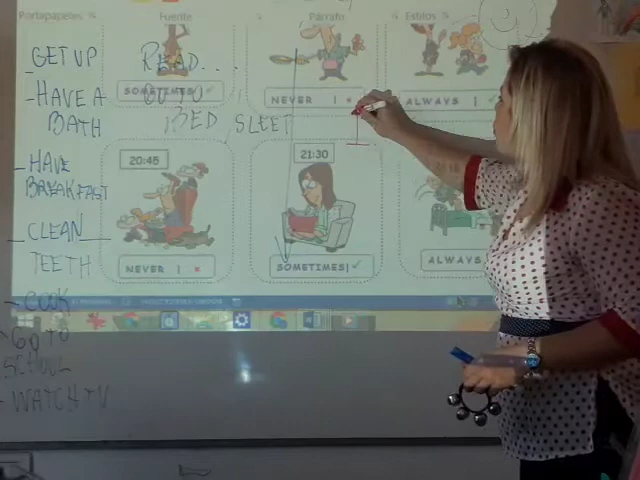 Portapapeles
Fuente
Párrafo
Estilos
- GET UP
READ...
SOMETIMES ✓
NEVER | ×
ALWAYS | ✓
- HAVE A
BATH
GO TO
BED
SLEET
- HAVE
BREAKFAST
20:45
21:30
- CLEAN
TEETH
NEVER | ×
SOMETIMES| ✓
ALWAYS
- COOK
- GO TO
SCHOOL
- WATCH TV